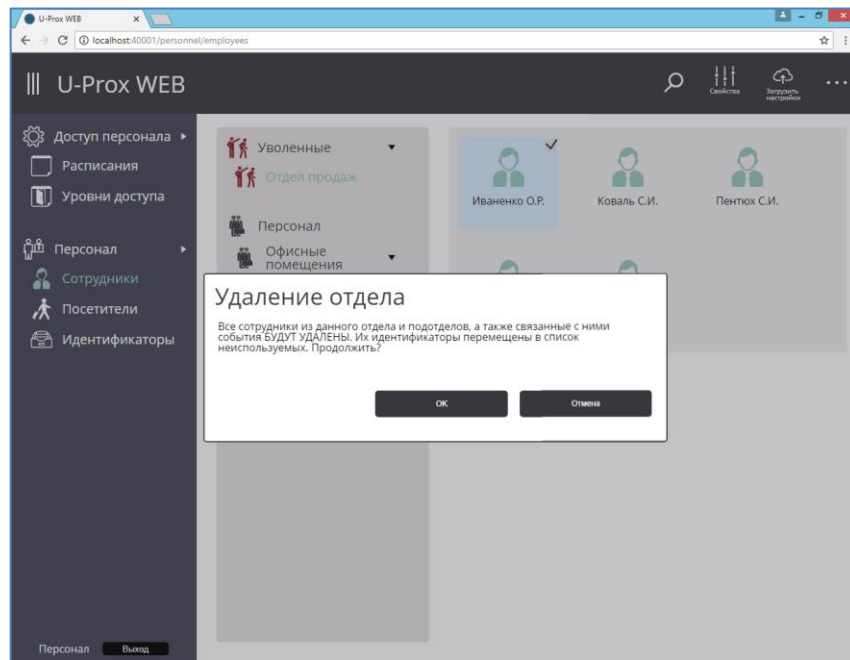 U-Prox WEB
localhost:40001/personnel/employees
U-Prox WEB
Свойства
Загрузить
настройки
Доступ персонала
Расписания
Уровни доступа
Персонал
Сотрудники
Посетители
Идентификаторы
Уволенные
Отдел продаж
Персонал
Офисные
помещения
Иваненко О.Р.
Коваль С.И.
Пентюх С.И.
Удаление отдела
Все сотрудники из данного отдела и подотделов, а также связанные с ними
события БУДУТ УДАЛЕНЫ. Их идентификаторы перемещены в список
неиспользуемых. Продолжить?
ОК
Отмена
Персонал
Выход